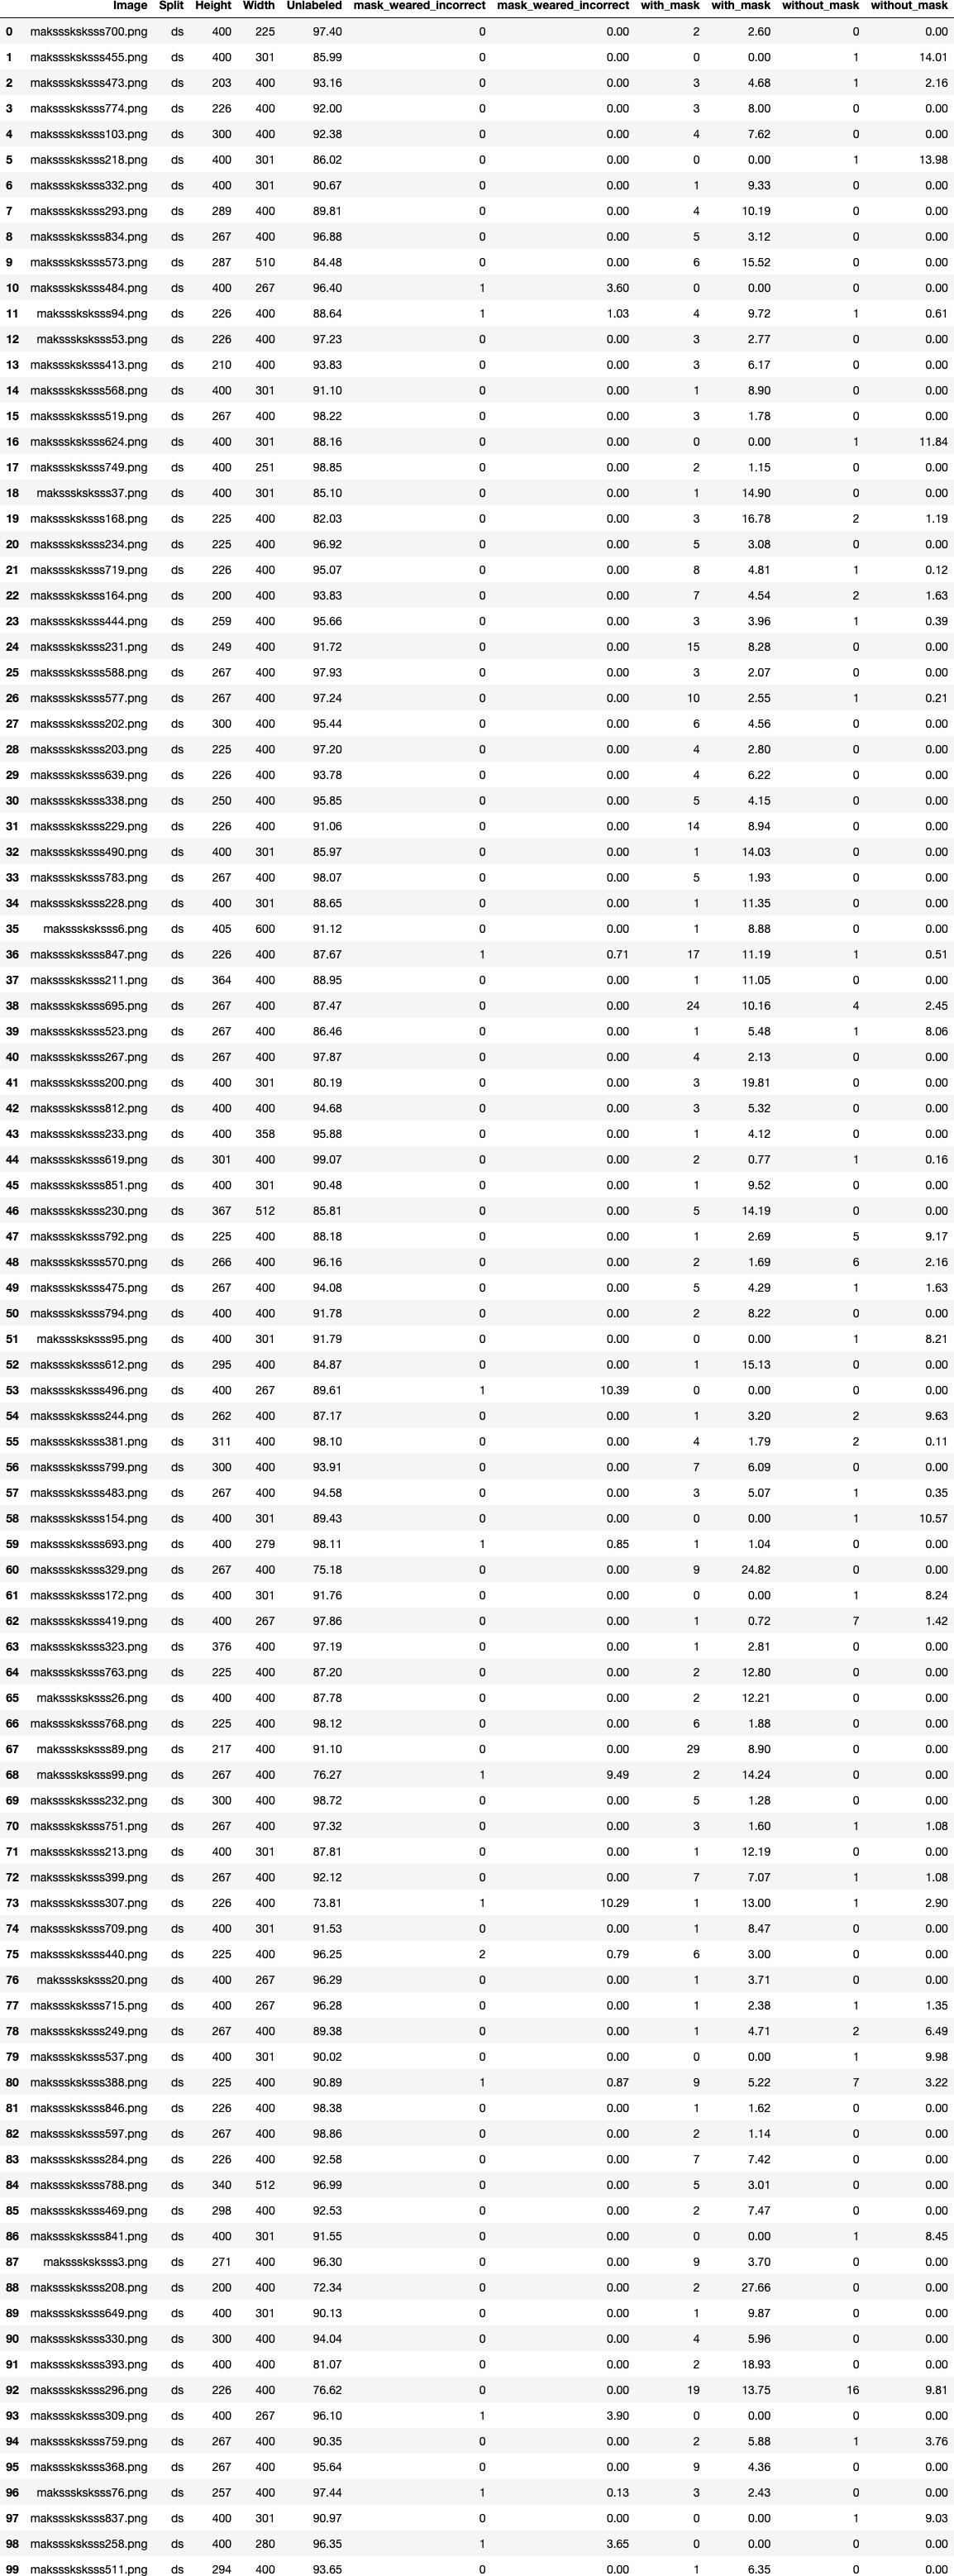 Image Split Height Width Unlabeled mask_weared_incorrect mask_weared_incorrect with_mask with_mask without_mask without_mask
0 maksssksksss700.png ds 400 225 97.40 0 0.00 2 2.60 0 0.00
1 maksssksksss455.png ds 400 301 85.99 0 0.00 0 0.00 1 14.01
2 maksssksksss473.png ds 203 400 93.16 0 0.00 3 4.68 1 2.16
3 maksssksksss774.png ds 226 400 92.00 0 0.00 3 8.00 0 0.00
4 maksssksksss103.png ds 300 400 92.38 0 0.00 4 7.62 0 0.00
5 maksssksksss218.png ds 400 301 86.02 0 0.00 0 0.00 1 13.98
6 maksssksksss332.png ds 400 301 90.67 0 0.00 1 9.33 0 0.00
7 maksssksksss293.png ds 289 400 89.81 0 0.00 4 10.19 0 0.00
8 maksssksksss834.png ds 267 400 96.88 0 0.00 5 3.12 0 0.00
9 maksssksksss573.png ds 287 510 84.48 0 0.00 6 15.52 0 0.00
10 maksssksksss484.png ds 400 267 96.40 1 3.60 0 0.00 0 0.00
11 maksssksksss94.png ds 226 400 88.64 1 1.03 4 9.72 1 0.61
12 maksssksksss53.png ds 226 400 97.23 0 0.00 3 2.77 0 0.00
13 maksssksksss413.png ds 210 400 93.83 0 0.00 3 6.17 0 0.00
14 maksssksksss568.png ds 400 301 91.10 0 0.00 1 8.90 0 0.00
15 maksssksksss519.png ds 267 400 98.22 0 0.00 3 1.78 0 0.00
16 maksssksksss624.png ds 400 301 88.16 0 0.00 0 0.00 1 11.84
17 maksssksksss749.png ds 400 251 98.85 0 0.00 2 1.15 0 0.00
18 maksssksksss37.png ds 400 301 85.10 0 0.00 1 14.90 0 0.00
19 maksssksksss168.png ds 225 400 82.03 0 0.00 3 16.78 2 1.19
20 maksssksksss234.png ds 225 400 96.92 0 0.00 5 3.08 0 0.00
21 maksssksksss719.png ds 226 400 95.07 0 0.00 8 4.81 1 0.12
22 maksssksksss164.png ds 200 400 93.83 0 0.00 7 4.54 2 1.63
23 maksssksksss444.png ds 259 400 95.66 0 0.00 3 3.96 1 0.39
24 maksssksksss231.png ds 249 400 91.72 0 0.00 15 8.28 0 0.00
25 maksssksksss588.png ds 267 400 97.93 0 0.00 3 2.07 0 0.00
26 maksssksksss577.png ds 267 400 97.24 0 0.00 10 2.55 1 0.21
27 maksssksksss202.png ds 300 400 95.44 0 0.00 6 4.56 0 0.00
28 maksssksksss203.png ds 225 400 97.20 0 0.00 4 2.80 0 0.00
29 maksssksksss639.png ds 226 400 93.78 0 0.00 4 6.22 0 0.00
30 maksssksksss338.png ds 250 400 95.85 0 0.00 5 4.15 0 0.00
31 maksssksksss229.png ds 226 400 91.06 0 0.00 14 8.94 0 0.00
32 maksssksksss490.png ds 400 301 85.97 0 0.00 1 14.03 0 0.00
33 maksssksksss783.png ds 267 400 98.07 0 0.00 5 1.93 0 0.00
34 maksssksksss228.png ds 400 301 88.65 0 0.00 1 11.35 0 0.00
35 maksssksksss6.png ds 405 600 91.12 0 0.00 1 8.88 0 0.00
36 maksssksksss847.png ds 226 400 87.67 1 0.71 17 11.19 1 0.51
37 maksssksksss211.png ds 364 400 88.95 0 0.00 1 11.05 0 0.00
38 maksssksksss695.png ds 267 400 87.47 0 0.00 24 10.16 4 2.45
39 maksssksksss523.png ds 267 400 86.46 0 0.00 1 5.48 1 8.06
40 maksssksksss267.png ds 267 400 97.87 0 0.00 4 2.13 0 0.00
41 maksssksksss200.png ds 400 301 80.19 0 0.00 3 19.81 0 0.00
42 maksssksksss812.png ds 400 400 94.68 0 0.00 3 5.32 0 0.00
43 maksssksksss233.png ds 400 358 95.88 0 0.00 1 4.12 0 0.00
44 maksssksksss619.png ds 301 400 99.07 0 0.00 2 0.77 1 0.16
45 maksssksksss851.png ds 400 301 90.48 0 0.00 1 9.52 0 0.00
46 maksssksksss230.png ds 367 512 85.81 0 0.00 5 14.19 0 0.00
47 maksssksksss792.png ds 225 400 88.18 0 0.00 1 2.69 5 9.17
48 maksssksksss570.png ds 266 400 96.16 0 0.00 2 1.69 6 2.16
49 maksssksksss475.png ds 267 400 94.08 0 0.00 5 4.29 1 1.63
50 maksssksksss794.png ds 400 400 91.78 0 0.00 2 8.22 0 0.00
51 maksssksksss95.png ds 400 301 91.79 0 0.00 0 0.00 1 8.21
52 maksssksksss612.png ds 295 400 84.87 0 0.00 1 15.13 0 0.00
53 maksssksksss496.png ds 400 267 89.61 1 10.39 0 0.00 0 0.00
54 maksssksksss244.png ds 262 400 87.17 0 0.00 1 3.20 2 9.63
55 maksssksksss381.png ds 311 400 98.10 0 0.00 4 1.79 2 0.11
56 maksssksksss799.png ds 300 400 93.91 0 0.00 7 6.09 0 0.00
57 maksssksksss483.png ds 267 400 94.58 0 0.00 3 5.07 1 0.35
58 maksssksksss154.png ds 400 301 89.43 0 0.00 0 0.00 1 10.57
59 maksssksksss693.png ds 400 279 98.11 1 0.85 1 1.04 0 0.00
60 maksssksksss329.png ds 267 400 75.18 0 0.00 9 24.82 0 0.00
61 maksssksksss172.png ds 400 301 91.76 0 0.00 0 0.00 1 8.24
62 maksssksksss419.png ds 400 267 97.86 0 0.00 1 0.72 7 1.42
63 maksssksksss323.png ds 376 400 97.19 0 0.00 1 2.81 0 0.00
64 maksssksksss763.png ds 225 400 87.20 0 0.00 2 12.80 0 0.00
65 maksssksksss26.png ds 400 400 87.78 0 0.00 2 12.21 0 0.00
66 maksssksksss768.png ds 225 400 98.12 0 0.00 6 1.88 0 0.00
67 maksssksksss89.png ds 217 400 91.10 0 0.00 29 8.90 0 0.00
68 maksssksksss99.png ds 267 400 76.27 1 9.49 2 14.24 0 0.00
69 maksssksksss232.png ds 300 400 98.72 0 0.00 5 1.28 0 0.00
70 maksssksksss751.png ds 267 400 97.32 0 0.00 3 1.60 1 1.08
71 maksssksksss213.png ds 400 301 87.81 0 0.00 1 12.19 0 0.00
72 maksssksksss399.png ds 267 400 92.12 0 0.00 7 7.07 1 1.08
73 maksssksksss307.png ds 226 400 73.81 1 10.29 1 13.00 1 2.90
74 maksssksksss709.png ds 400 301 91.53 0 0.00 1 8.47 0 0.00
75 maksssksksss440.png ds 225 400 96.25 2 0.79 6 3.00 0 0.00
76 maksssksksss20.png ds 400 267 96.29 0 0.00 1 3.71 0 0.00
77 maksssksksss715.png ds 400 267 96.28 0 0.00 1 2.38 1 1.35
78 maksssksksss249.png ds 267 400 89.38 0 0.00 1 4.71 2 6.49
79 maksssksksss537.png ds 400 301 90.02 0 0.00 0 0.00 1 9.98
80 maksssksksss388.png ds 225 400 90.89 1 0.87 9 5.22 7 3.22
81 maksssksksss846.png ds 226 400 98.38 0 0.00 1 1.62 0 0.00
82 maksssksksss597.png ds 267 400 98.86 0 0.00 2 1.14 0 0.00
83 maksssksksss284.png ds 226 400 92.58 0 0.00 7 7.42 0 0.00
84 maksssksksss788.png ds 340 512 96.99 0 0.00 5 3.01 0 0.00
85 maksssksksss469.png ds 298 400 92.53 0 0.00 2 7.47 0 0.00
86 maksssksksss841.png ds 400 301 91.55 0 0.00 0 0.00 1 8.45
87 maksssksksss3.png ds 271 400 96.30 0 0.00 9 3.70 0 0.00
88 maksssksksss208.png ds 200 400 72.34 0 0.00 2 27.66 0 0.00
89 maksssksksss649.png ds 400 301 90.13 0 0.00 1 9.87 0 0.00
90 maksssksksss330.png ds 300 400 94.04 0 0.00 4 5.96 0 0.00
91 maksssksksss393.png ds 400 400 81.07 0 0.00 2 18.93 0 0.00
92 maksssksksss296.png ds 226 400 76.62 0 0.00 19 13.75 16 9.81
93 maksssksksss309.png ds 400 267 96.10 1 3.90 0 0.00 0 0.00
94 maksssksksss759.png ds 267 400 90.35 0 0.00 2 5.88 1 3.76
95 maksssksksss368.png ds 267 400 95.64 0 0.00 9 4.36 0 0.00
96 maksssksksss76.png ds 257 400 97.44 1 0.13 3 2.43 0 0.00
97 maksssksksss837.png ds 400 301 90.97 0 0.00 0 0.00 1 9.03
98 maksssksksss258.png ds 400 280 96.35 1 3.65 0 0.00 0 0.00
99 maksssksksss511.png ds 294 400 93.65 0 0.00 1 6.35 0 0.00